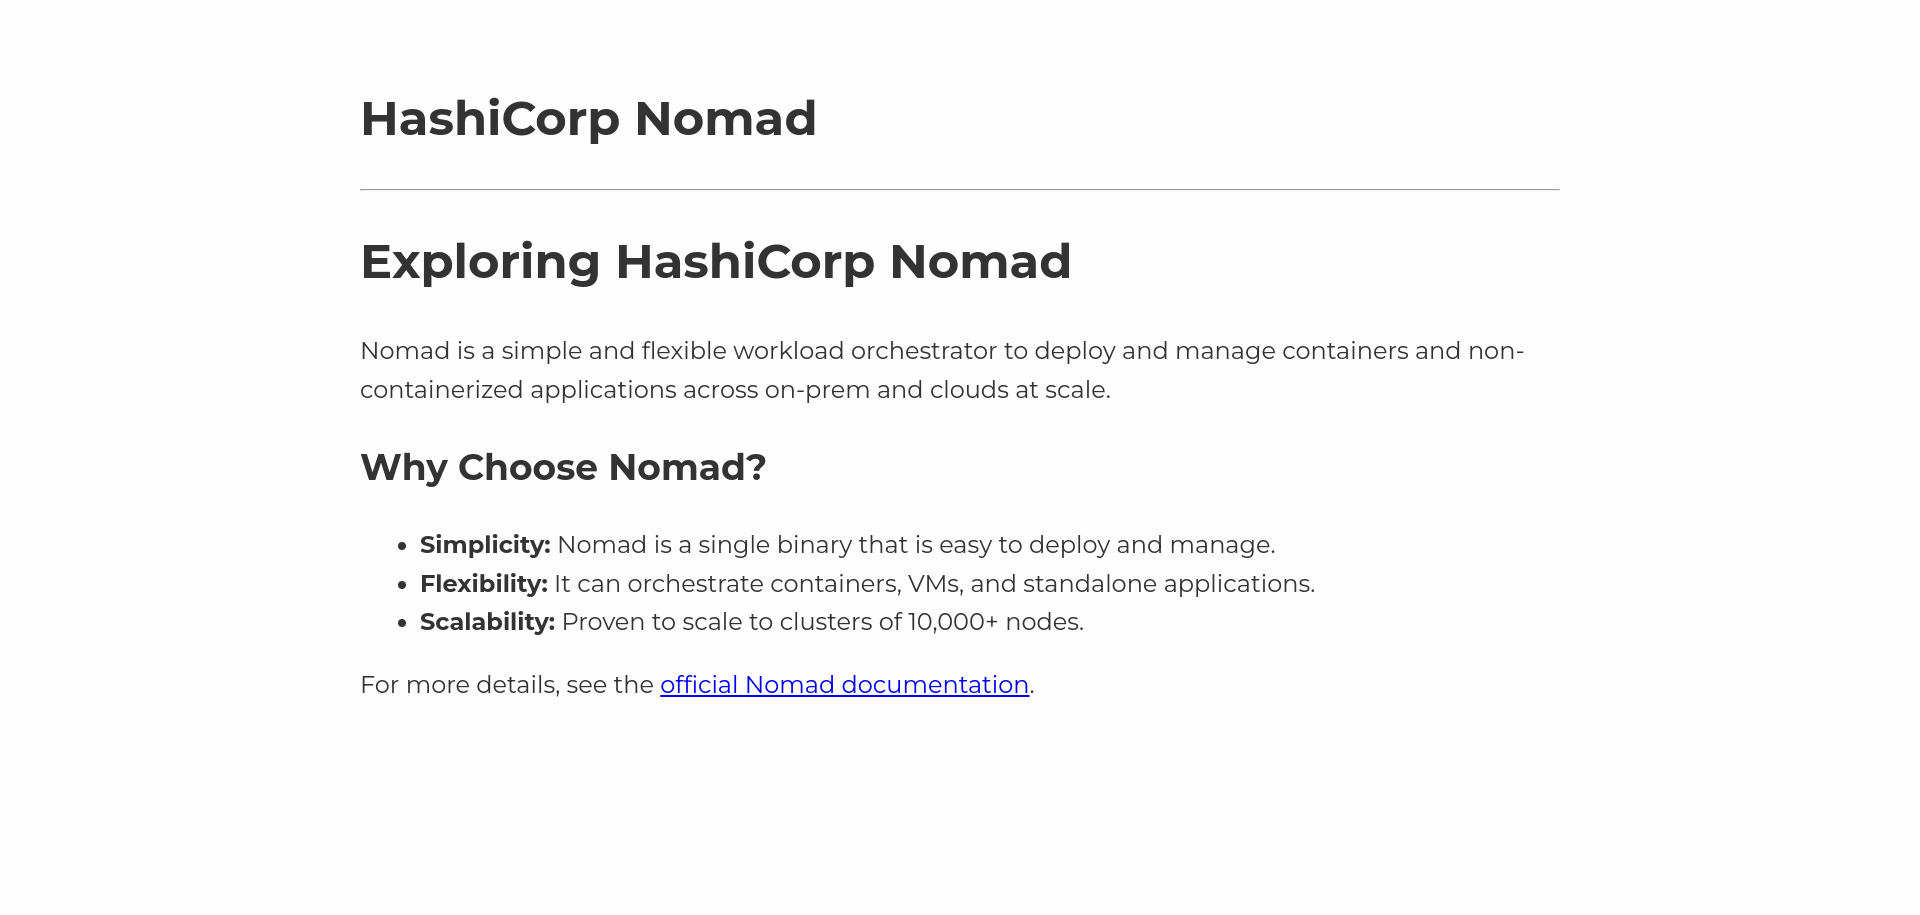 HashiCorp Nomad
Exploring HashiCorp Nomad
Nomad is a simple and flexible workload orchestrator to deploy and manage containers and non-
containerized applications across on-prem and clouds at scale.
Why Choose Nomad?
• Simplicity: Nomad is a single binary that is easy to deploy and manage.
• Flexibility: It can orchestrate containers, VMs, and standalone applications.
• Scalability: Proven to scale to clusters of 10,000+ nodes.
For more details, see the official Nomad documentation.